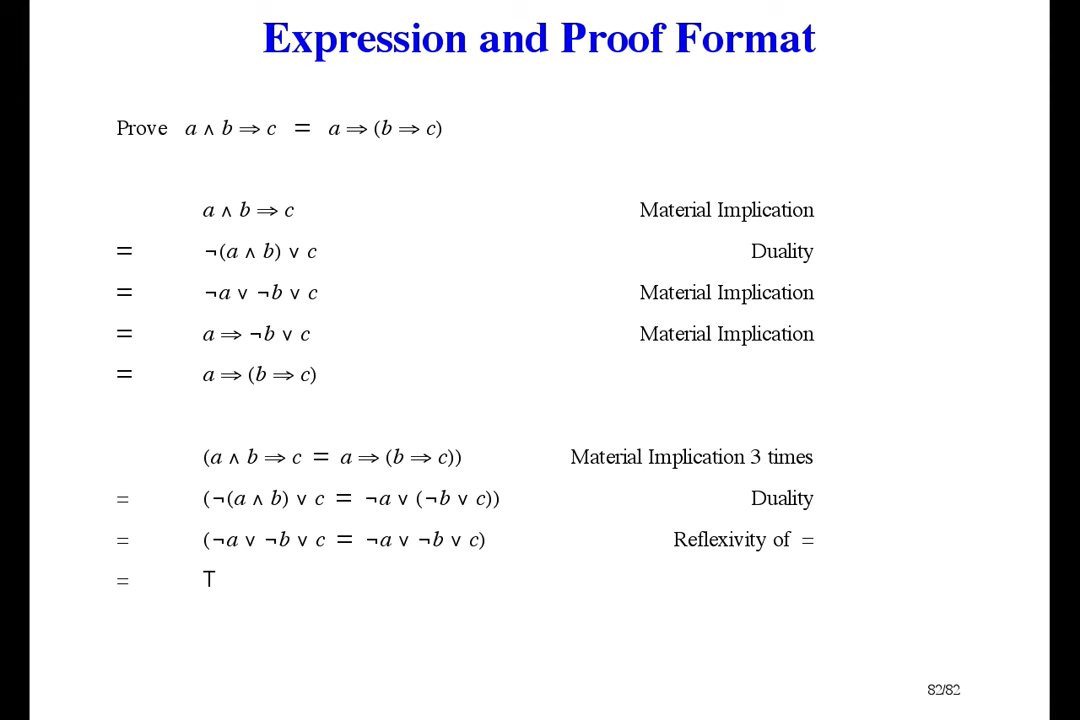 Expression and Proof Format
Prove a ∧ b ⇒ c = a ⇒ (b ⇒ c)
a ∧ b ⇒ c Material Implication
= ¬(a ∧ b) ∨ c Duality
= ¬a ∨ ¬b ∨ c Material Implication
= a ⇒ ¬b ∨ c Material Implication
= a ⇒ (b ⇒ c)
(a ∧ b ⇒ c = a ⇒ (b ⇒ c)) Material Implication 3 times
= (¬(a ∧ b) ∨ c = ¬a ∨ (¬b ∨ c)) Duality
= (¬a ∨ ¬b ∨ c = ¬a ∨ ¬b ∨ c) Reflexivity of =
= T
82/82